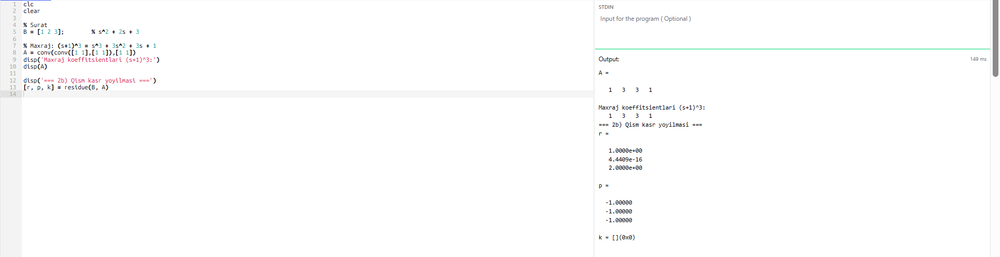 1 clc
2 clear
3
4 % Surat
5 B = [1 2 3];        % s^2 + 2s + 3
6
7 % Maxraj: (s+1)^3 = s^3 + 3s^2 + 3s + 1
8 A = conv(conv([1 1],[1 1]),[1 1])
9 disp('Maxraj koeffitsientlari (s+1)^3:')
10 disp(A)
11
12 disp('=== 2b) Qism kasr yoyilmasi ===')
13 [r, p, k] = residue(B, A)
14
STDIN
Input for the program ( Optional )
Output: 149 ms
A =
1 3 3 1
Maxraj koeffitsientlari (s+1)^3:
1 3 3 1
=== 2b) Qism kasr yoyilmasi ===
r =
1.0000e+00
4.4409e-16
2.0000e+00
p =
-1.00000
-1.00000
-1.00000
k = [](0x0)